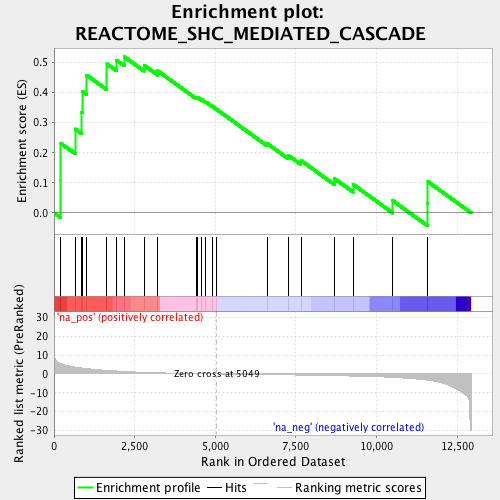 Enrichment plot:
REACTOME_SHC_MEDIATED_CASCADE
Enrichment score (ES)
0.5
0.4
0.3
0.2
0.1
0.0
Ranked list metric (PreRanked)
30
20
10
0
-10
-20
-30
'na_pos' (positively correlated)
Zero cross at 5049
'na_neg' (negatively correlated)
0
2,500
5,000
7,500
10,000
12,500
Rank in Ordered Dataset
Enrichment profile
Hits
Ranking metric scores